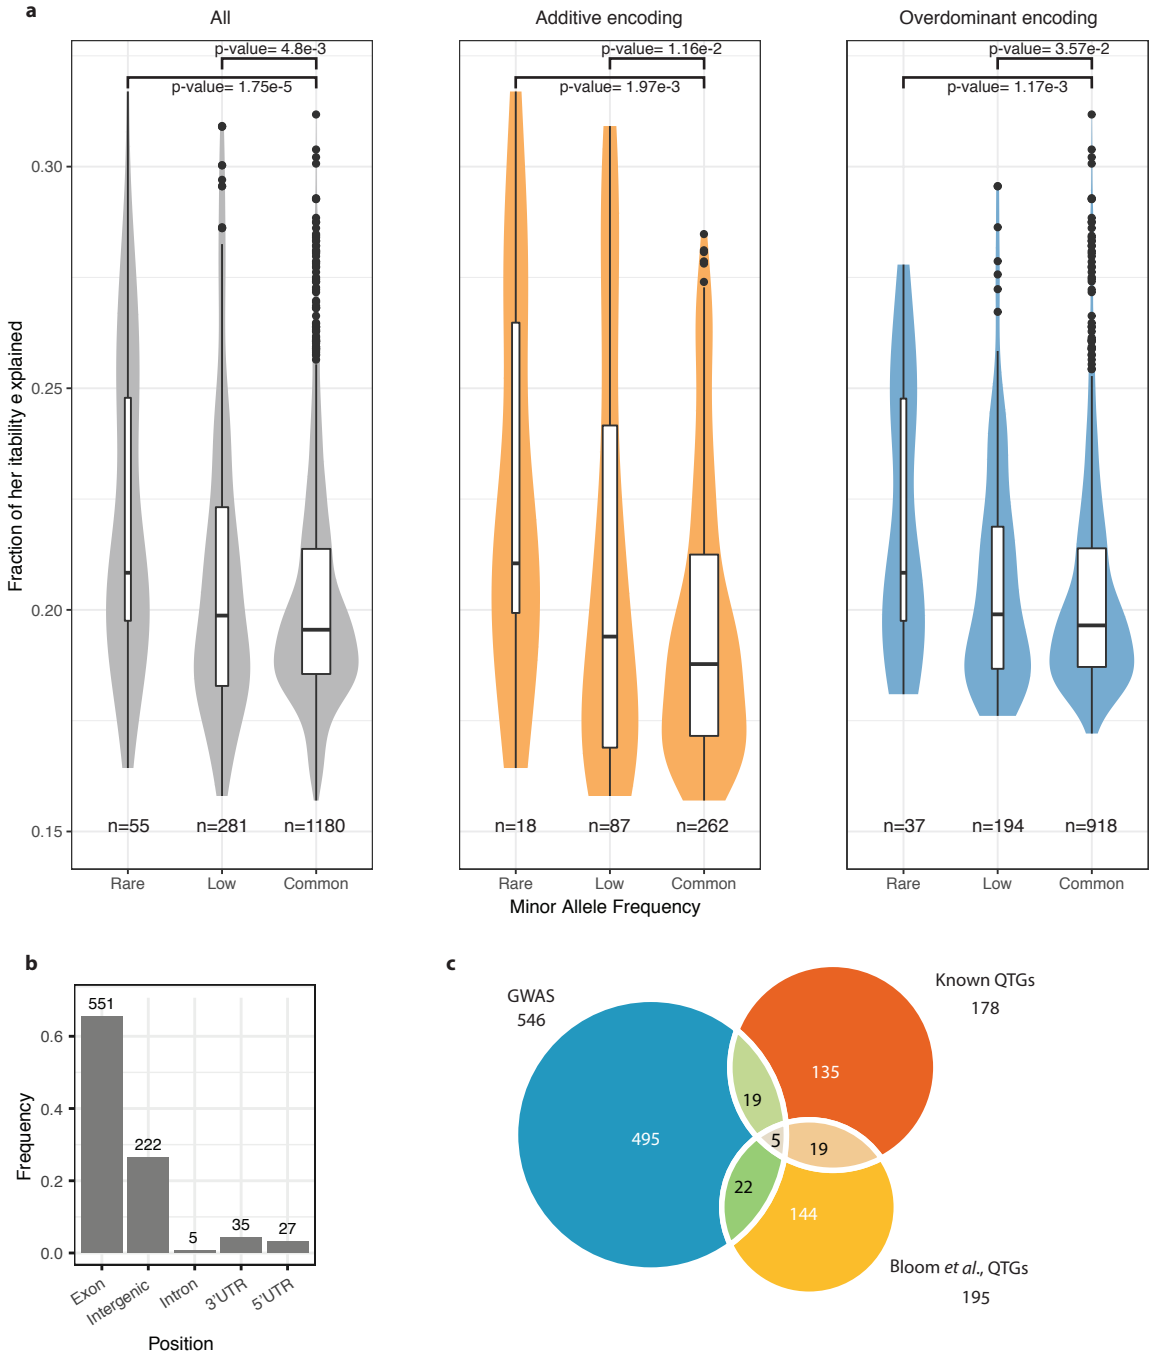 a
All
Additive encoding
Overdominant encoding
p-value= 4.8e-3
p-value= 1.75e-5
p-value= 1.16e-2
p-value= 1.97e-3
p-value= 3.57e-2
p-value= 1.17e-3
Fraction of her itability e xplained
0.30
0.25
0.20
0.15
n=55
n=281
n=1180
n=18
n=87
n=262
n=37
n=194
n=918
Rare
Low
Common
Rare
Low
Common
Rare
Low
Common
Minor Allele Frequency
b
Frequency
0.6
0.4
0.2
0.0
551
222
5
35
27
Exon
Intergenic
Intron
3'UTR
5'UTR
Position
c
GWAS
546
Known QTGs
178
135
19
495
5
19
22
144
Bloom et al., QTGs
195